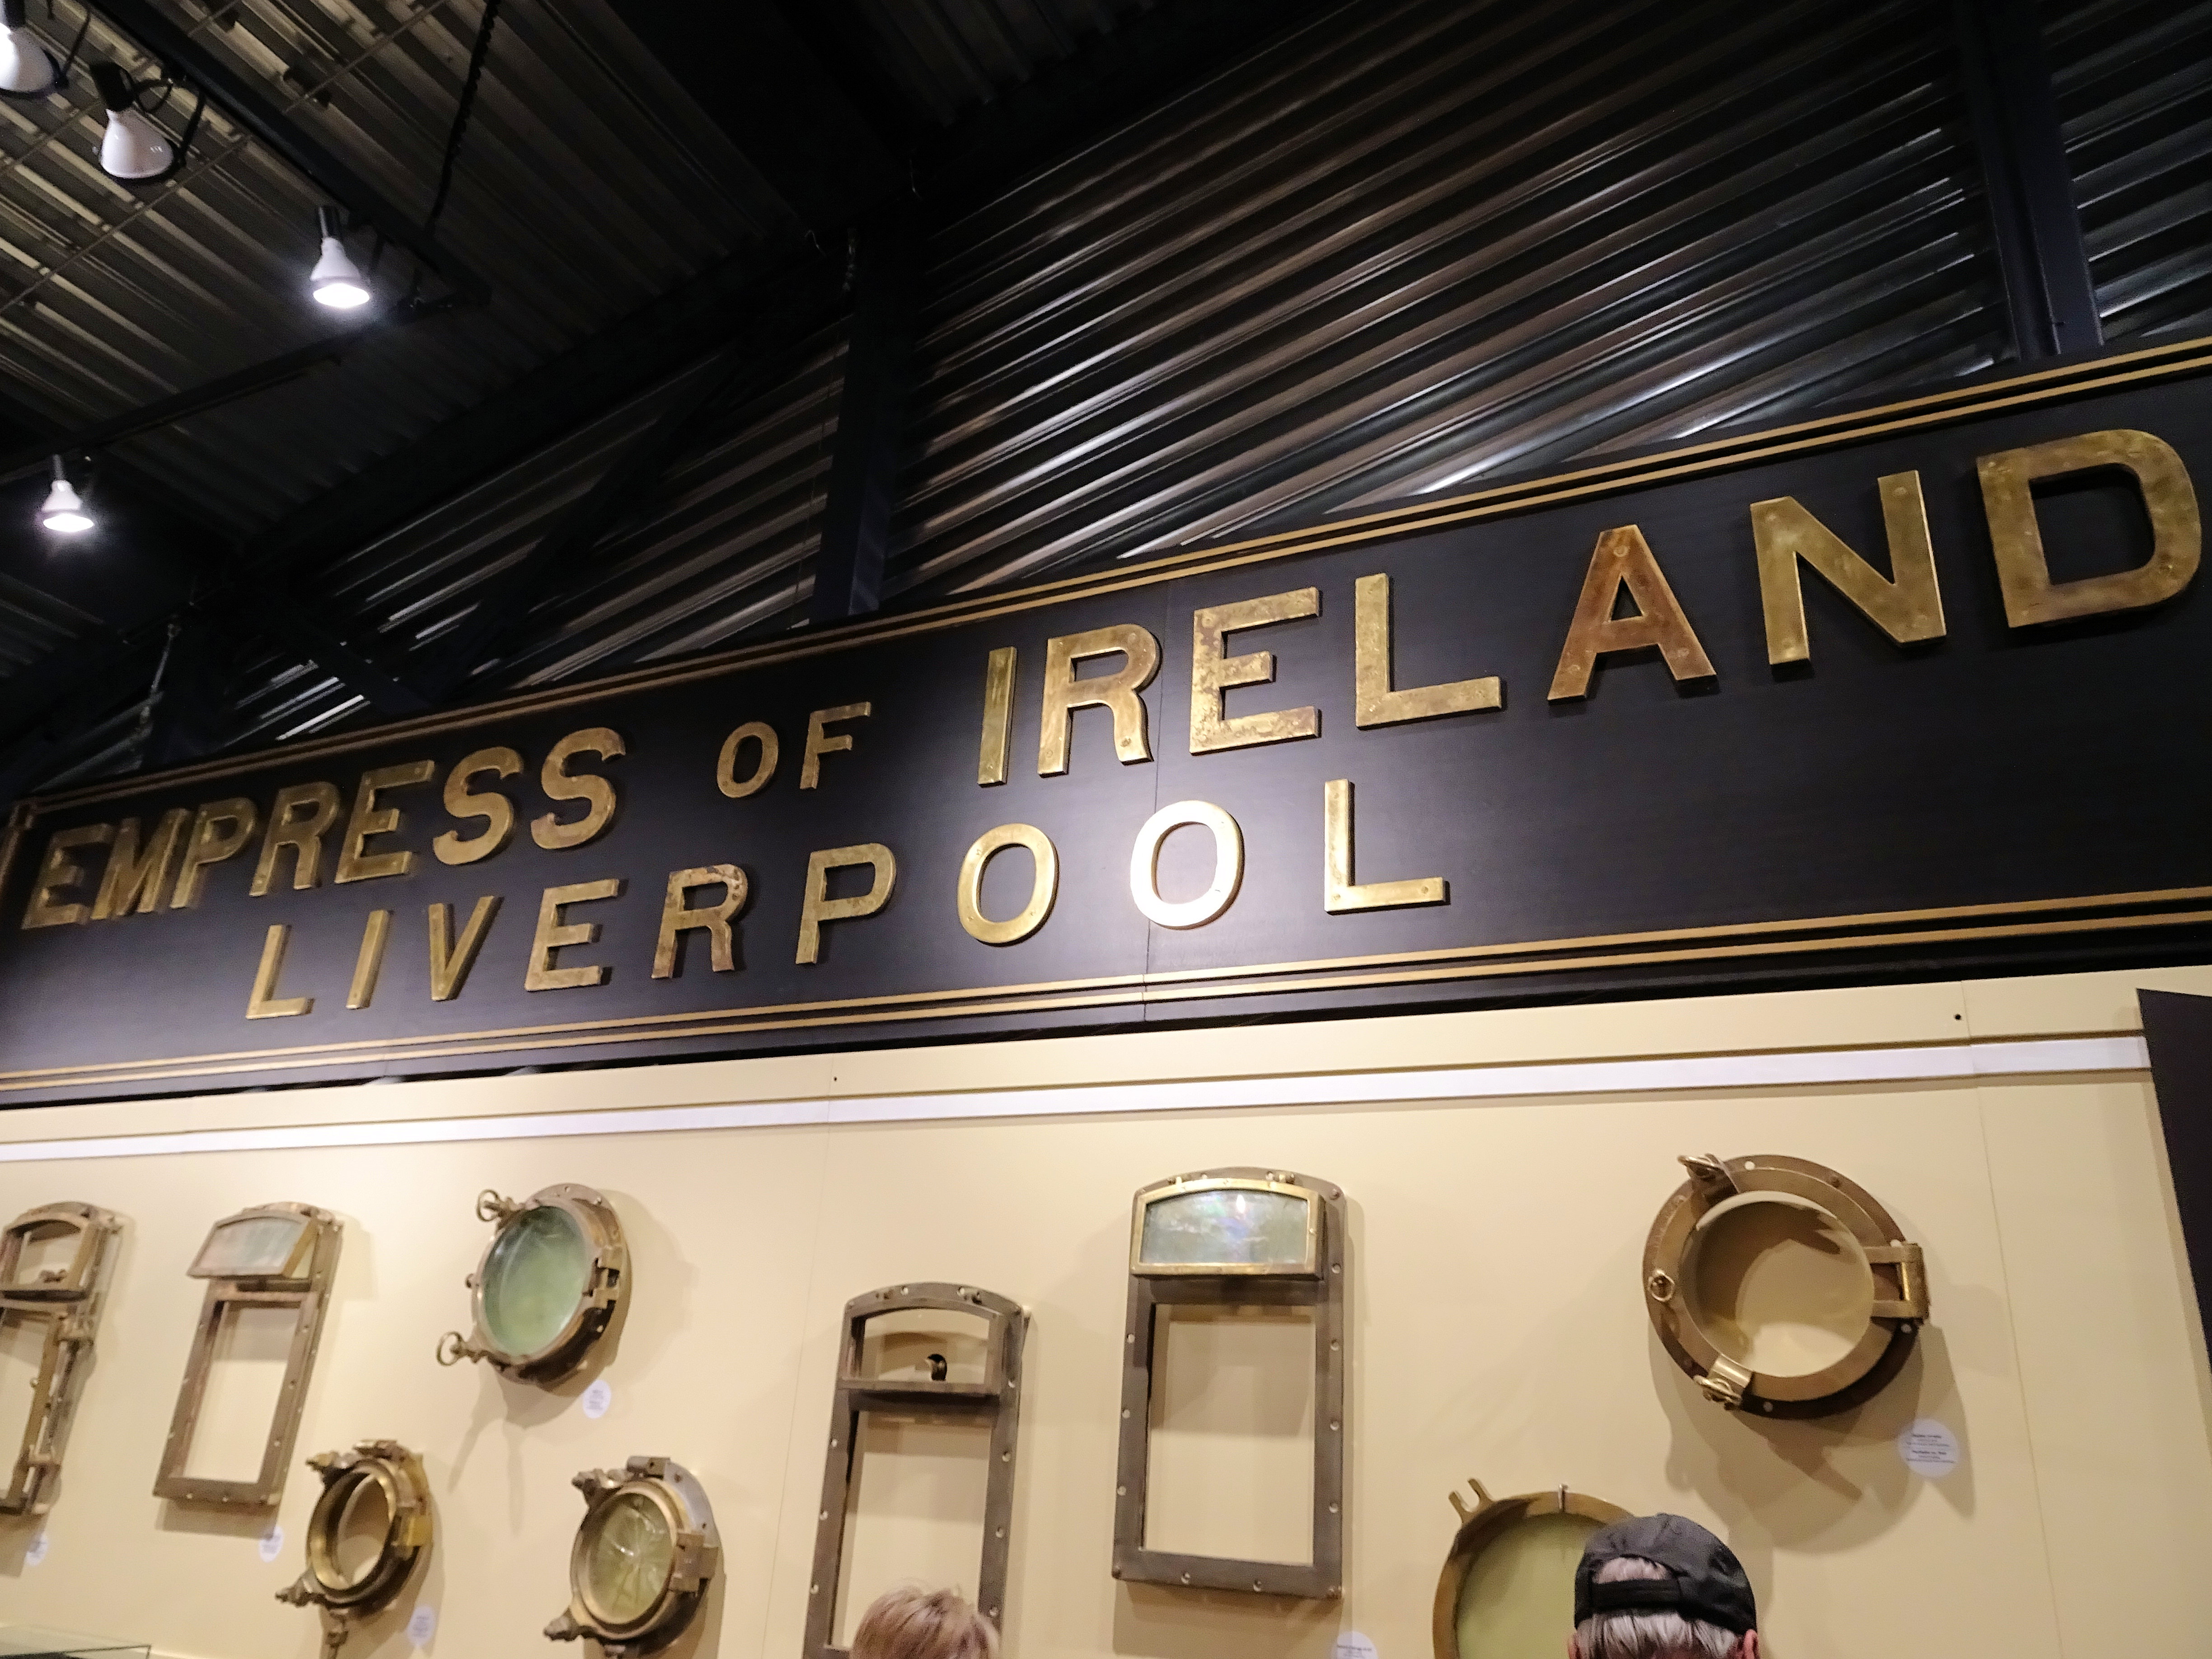 EMPRESS OF IRELAND
LIVERPOOL